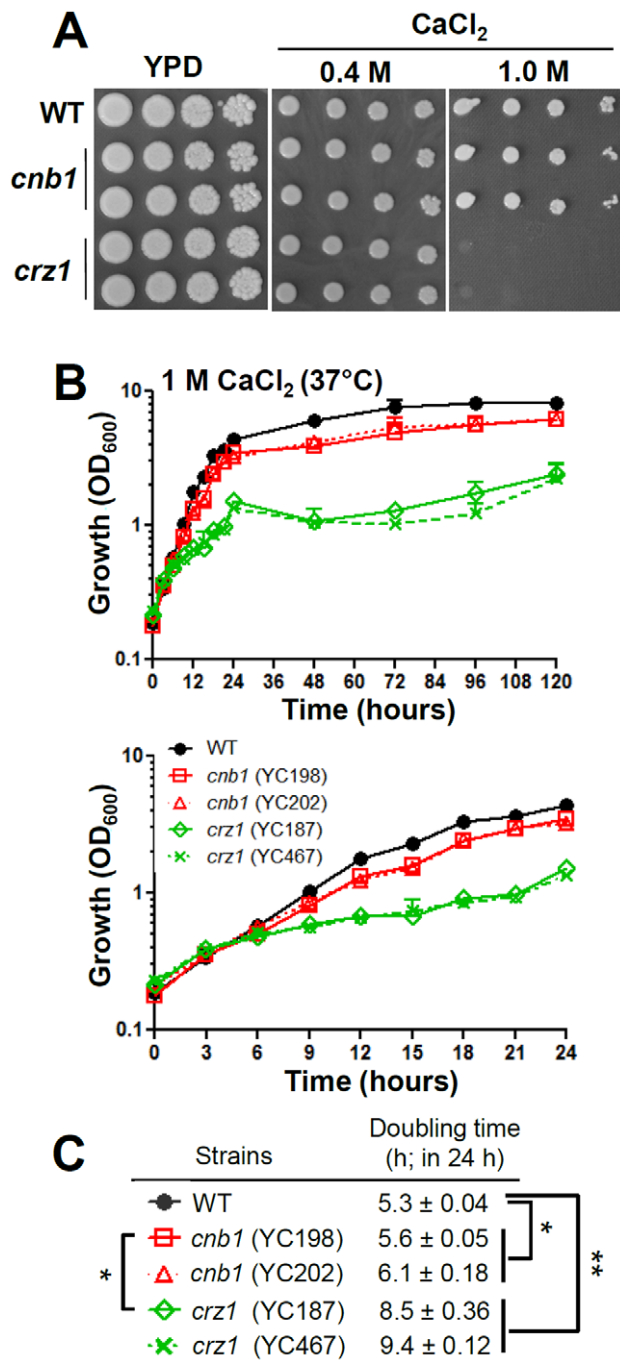 A
CaCl₂
YPD
0.4 M
1.0 M
WT
cnb1
crz1
B
1 M CaCl₂ (37°C)
10
1
0.1
Growth (OD₆₀₀)
0 12 24 36 48 60 72 84 96 108 120
Time (hours)
WT
cnb1 (YC198)
cnb1 (YC202)
crz1 (YC187)
crz1 (YC467)
10
1
0.1
Growth (OD₆₀₀)
0 3 6 9 12 15 18 21 24
Time (hours)
C
Doubling time
Strains (h; in 24 h)
WT 5.3 ± 0.04
cnb1 (YC198) 5.6 ± 0.05
cnb1 (YC202) 6.1 ± 0.18
crz1 (YC187) 8.5 ± 0.36
crz1 (YC467) 9.4 ± 0.12
*
*
**